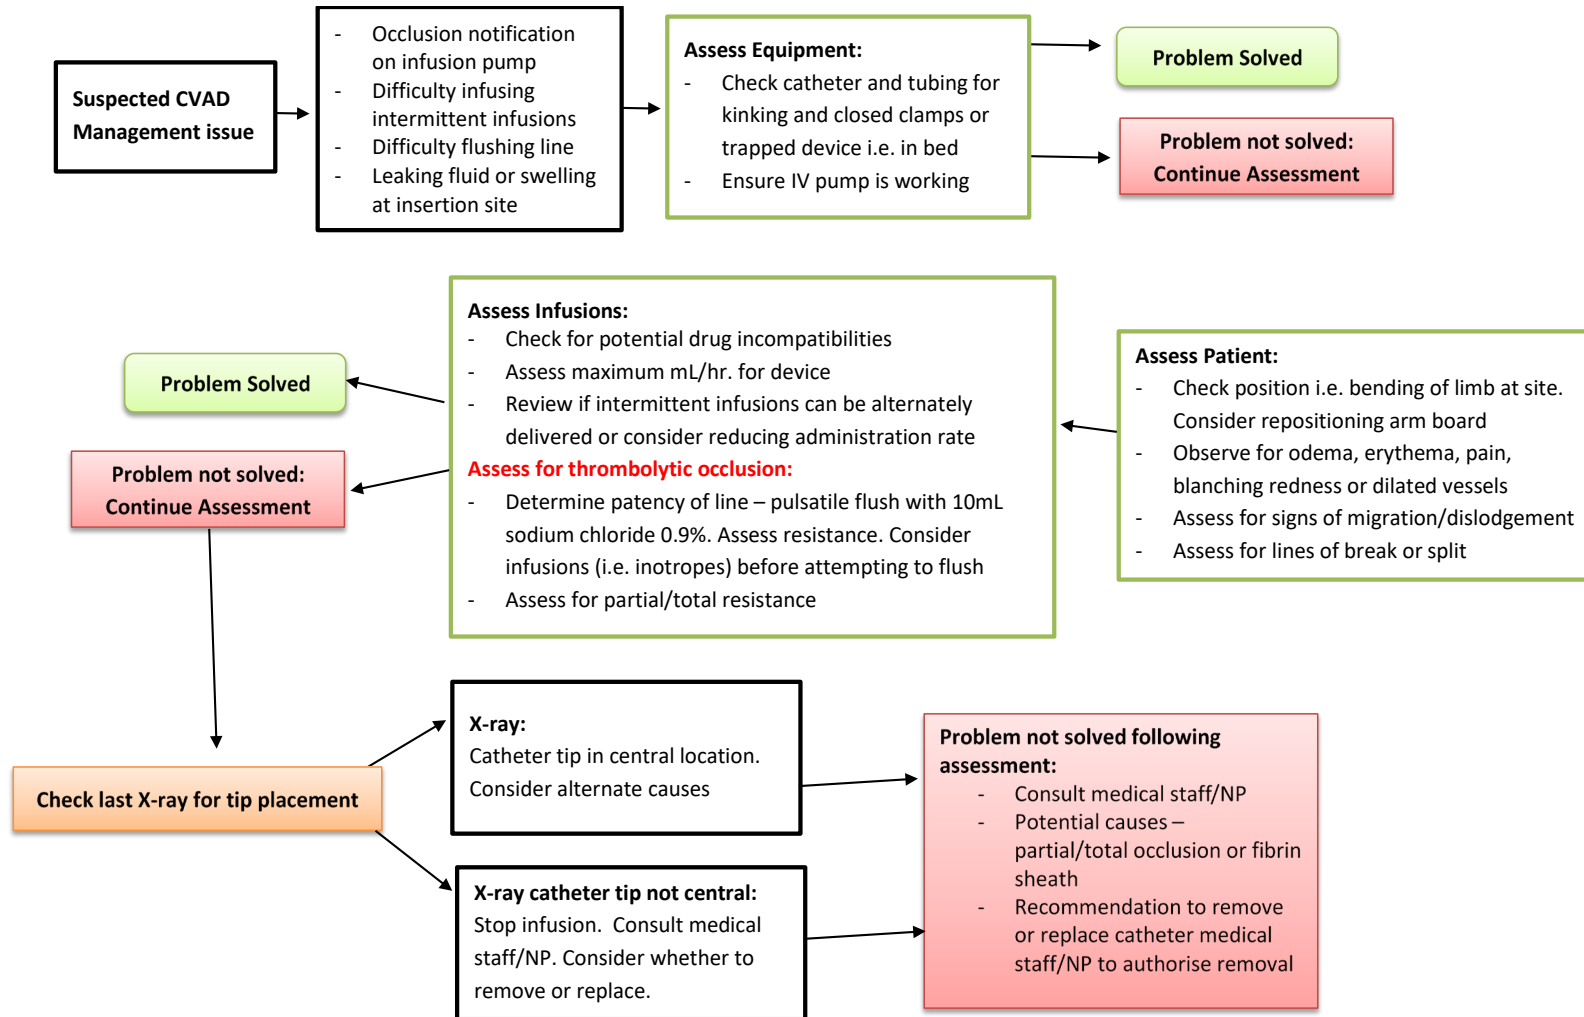 Suspected CVAD
Management issue
- Occlusion notification
on infusion pump
- Difficulty infusing
intermittent infusions
- Difficulty flushing line
- Leaking fluid or swelling
at insertion site
Assess Equipment:
- Check catheter and tubing for
kinking and closed clamps or
trapped device i.e. in bed
- Ensure IV pump is working
Problem Solved
Problem not solved:
Continue Assessment
Assess Patient:
- Check position i.e. bending of limb at site.
Consider repositioning arm board
- Observe for odema, erythema, pain,
blanching redness or dilated vessels
- Assess for signs of migration/dislodgement
- Assess for lines of break or split
Assess Infusions:
- Check for potential drug incompatibilities
- Assess maximum mL/hr. for device
- Review if intermittent infusions can be alternately
delivered or consider reducing administration rate
Assess for thrombolytic occlusion:
- Determine patency of line – pulsatile flush with 10mL
sodium chloride 0.9%. Assess resistance. Consider
infusions (i.e. inotropes) before attempting to flush
- Assess for partial/total resistance
Problem Solved
Problem not solved:
Continue Assessment
Check last X-ray for tip placement
X-ray:
Catheter tip in central location.
Consider alternate causes
X-ray catheter tip not central:
Stop infusion. Consult medical
staff/NP. Consider whether to
remove or replace.
Problem not solved following
assessment:
- Consult medical staff/NP
- Potential causes –
partial/total occlusion or fibrin
sheath
- Recommendation to remove
or replace catheter medical
staff/NP to authorise removal